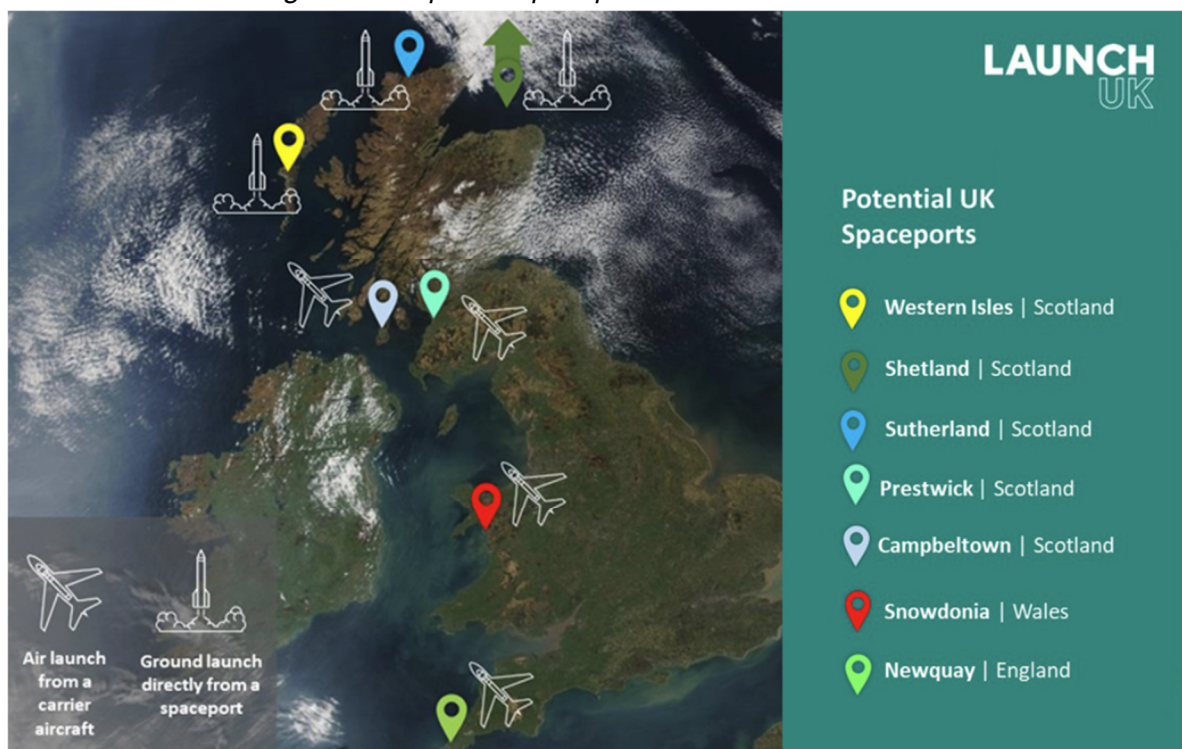 LAUNCH
UK
Potential UK
Spaceports
Western Isles | Scotland
Shetland | Scotland
Sutherland | Scotland
Prestwick | Scotland
Campbeltown | Scotland
Snowdonia | Wales
Newquay | England
Air launch
from a
carrier
aircraft
Ground launch
directly from a
spaceport